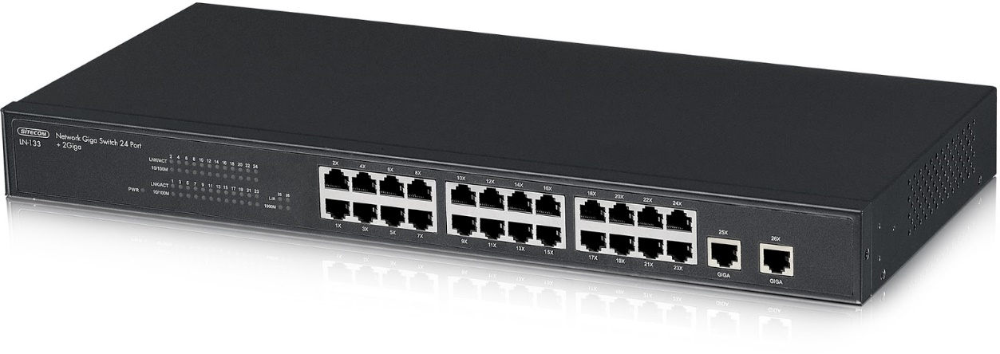 SITECOM
LN-133
Network Giga Switch 24 Port
+ 2Giga
LNK/ACT 2 4 6 8 10 12 14 16 18 20 22 24
10/100M
PWR
LNK/ACT 1 3 5 7 9 11 13 15 17 19 21 23
10/100M
25 26
L/A
1000M
2X 4X 6X 8X 10X 12X 14X 16X 18X 20X 22X 24X
1X 3X 5X 7X 9X 11X 13X 15X 17X 19X 21X 23X
25X 26X
GIGA GIGA